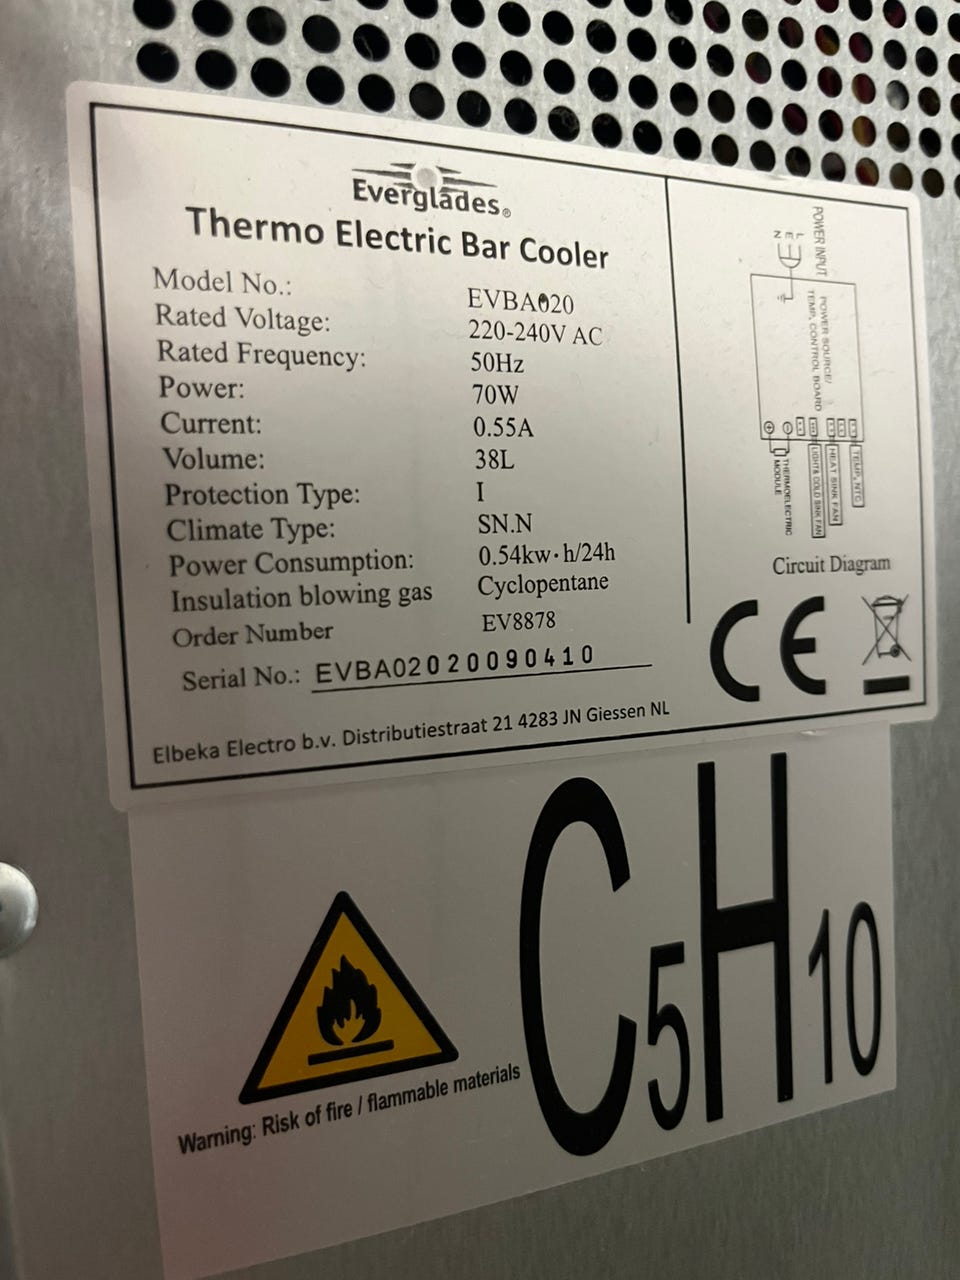 Everglades®
Thermo Electric Bar Cooler
Model No.: EVBA020
Rated Voltage: 220-240V AC
Rated Frequency: 50Hz
Power: 70W
Current: 0.55A
Volume: 38L
Protection Type: I
Climate Type: SN.N
Power Consumption: 0.54kw·h/24h
Insulation blowing gas Cyclopentane
Order Number EV8878
Serial No.: EVBA02020090410
Elbeka Electro b.v. Distributiestraat 21 4283 JN Giessen NL
POWER INPUT
L
E
N
POWER SOURCE/
TEMP, CONTROL BOARD
TEMP, NTC
HEAT SINK FAN
LIGHT& COLD SINK FAN
THERMOELECTRIC
MODULE
Circuit Diagram
CE
Warning: Risk of fire / flammable materials
C5H10